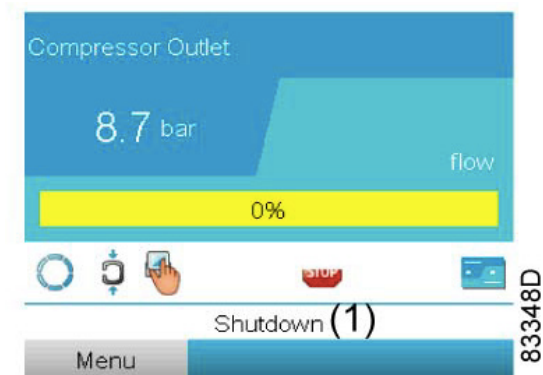 Compressor Outlet
8.7 bar
flow
0%
STOP
Shutdown (1)
Menu
83348D